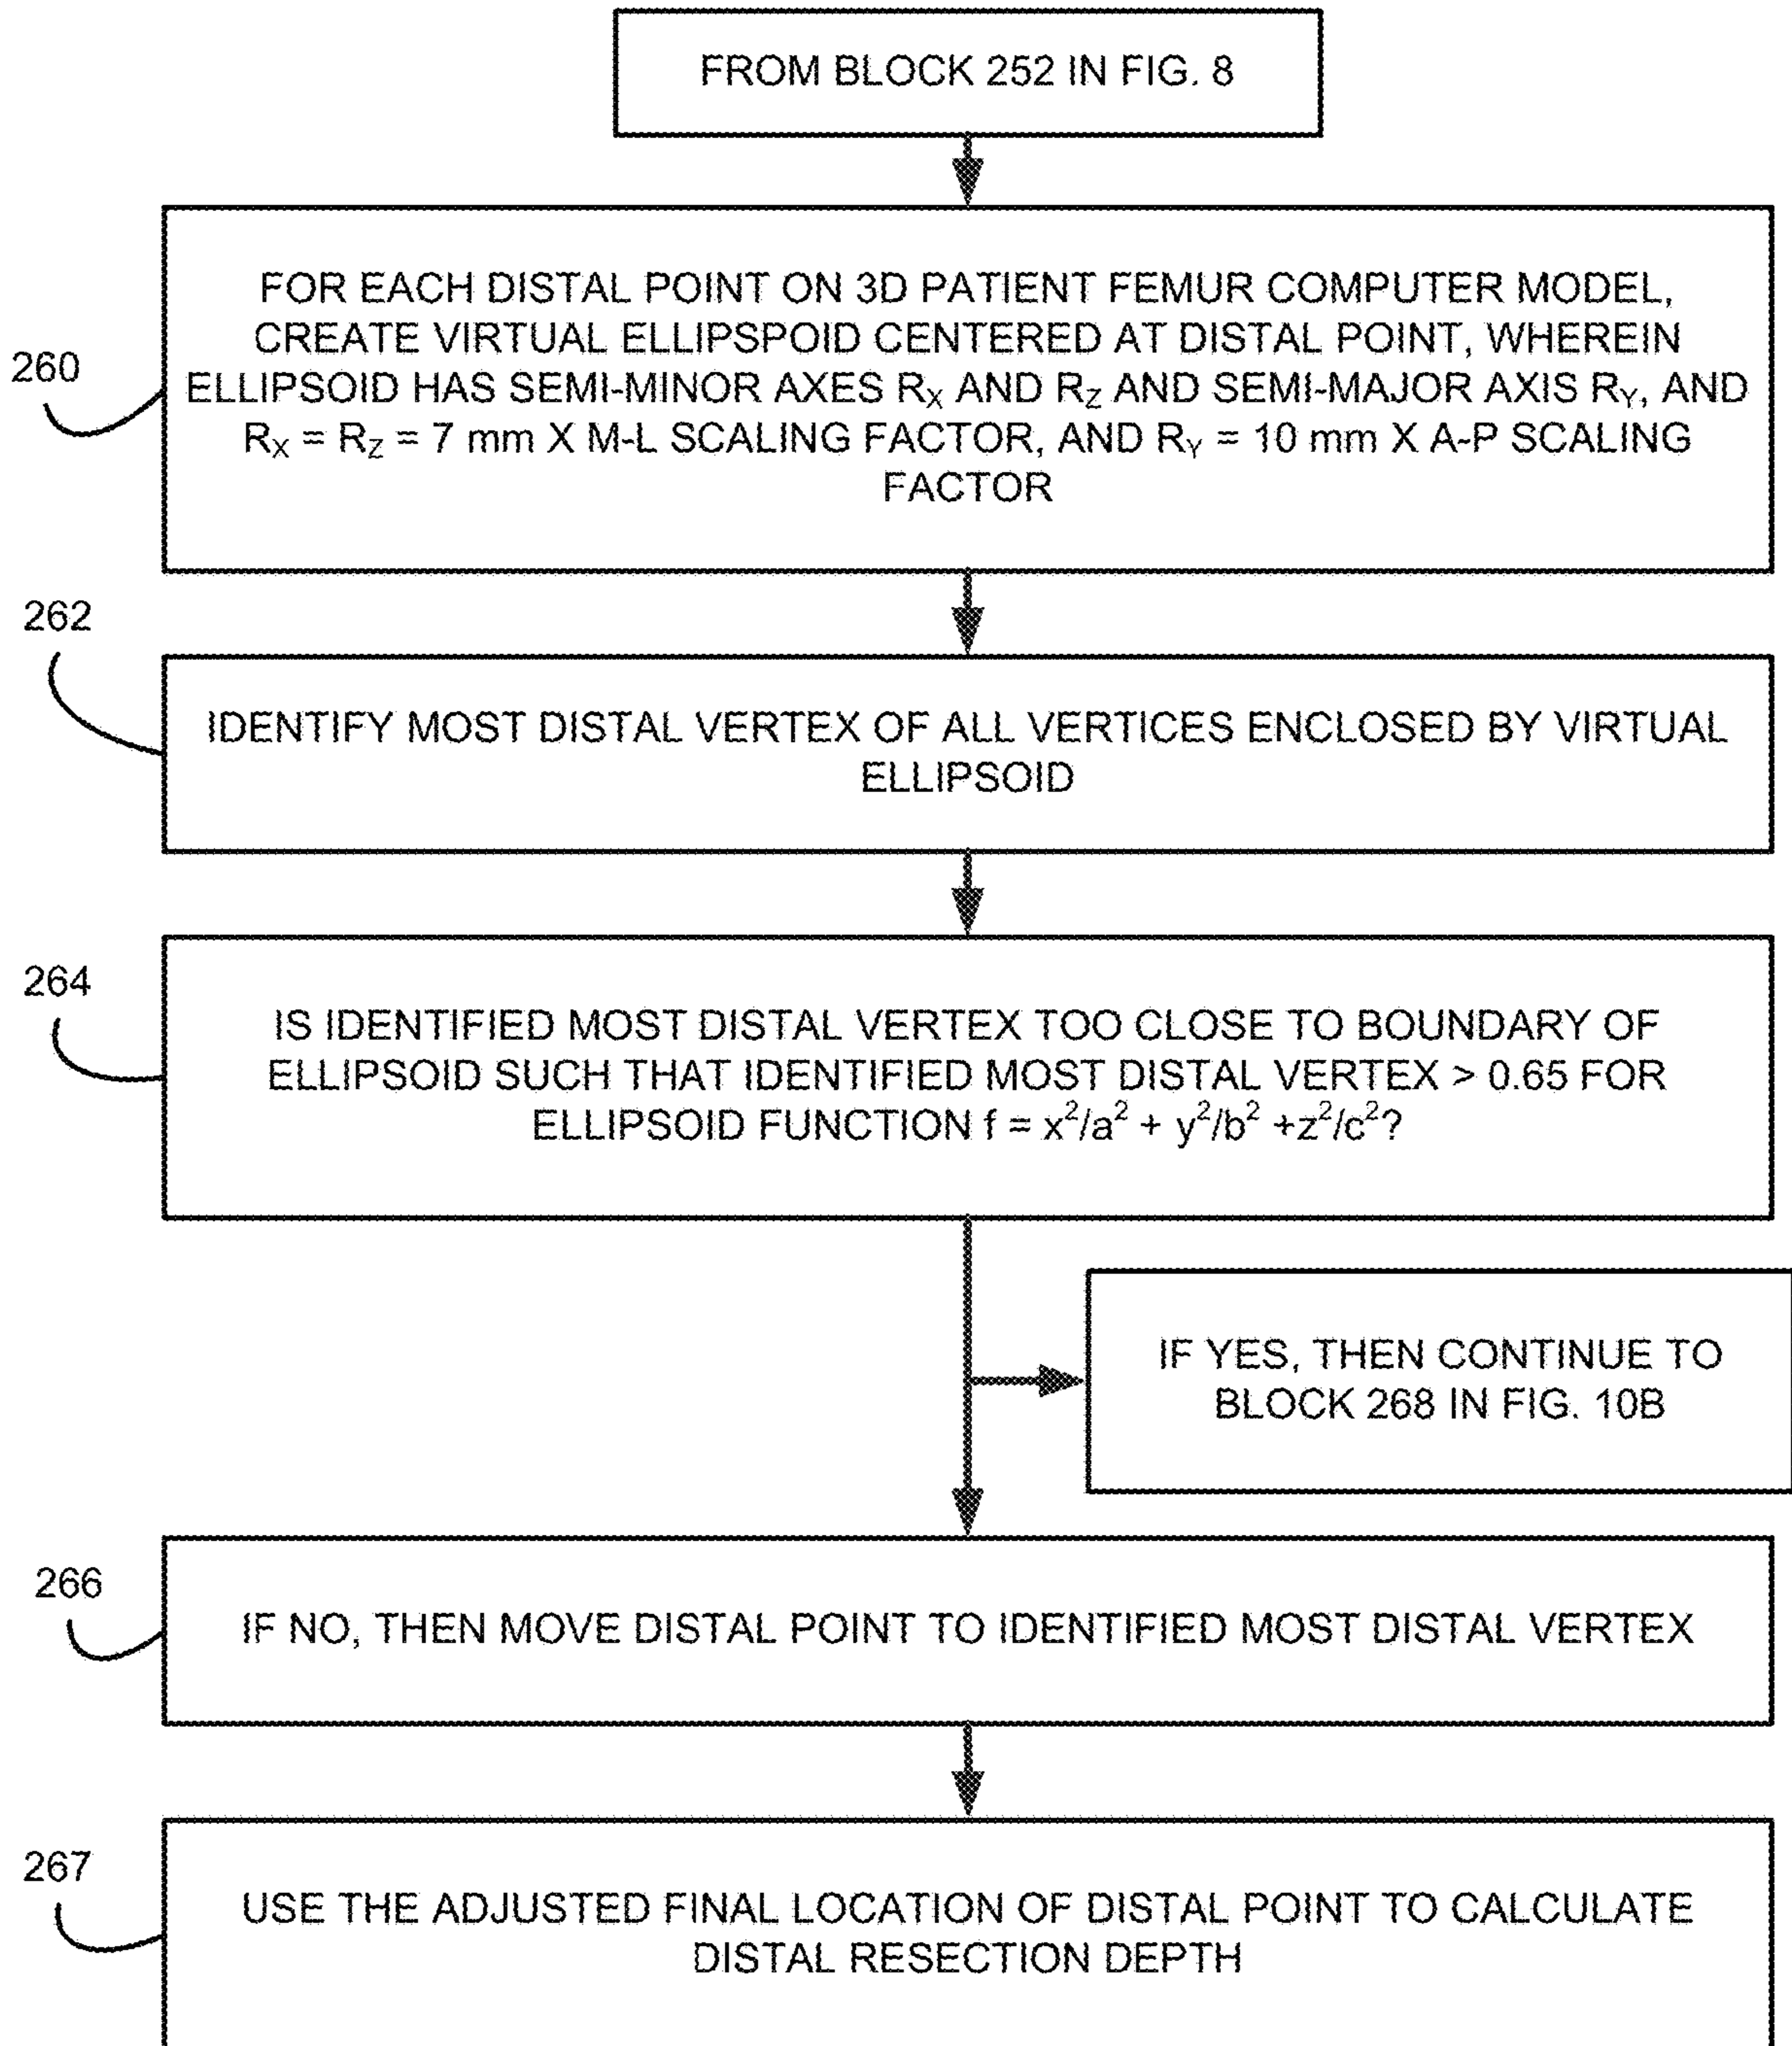 FROM BLOCK 252 IN FIG. 8
260
FOR EACH DISTAL POINT ON 3D PATIENT FEMUR COMPUTER MODEL,
CREATE VIRTUAL ELLIPSPOID CENTERED AT DISTAL POINT, WHEREIN
ELLIPSOID HAS SEMI-MINOR AXES R_X AND R_Z AND SEMI-MAJOR AXIS R_Y, AND
R_X = R_Z = 7 mm X M-L SCALING FACTOR, AND R_Y = 10 mm X A-P SCALING
FACTOR
262
IDENTIFY MOST DISTAL VERTEX OF ALL VERTICES ENCLOSED BY VIRTUAL
ELLIPSOID
264
IS IDENTIFIED MOST DISTAL VERTEX TOO CLOSE TO BOUNDARY OF
ELLIPSOID SUCH THAT IDENTIFIED MOST DISTAL VERTEX > 0.65 FOR
ELLIPSOID FUNCTION f = x²/a² + y²/b² +z²/c²?
IF YES, THEN CONTINUE TO
BLOCK 268 IN FIG. 10B
266
IF NO, THEN MOVE DISTAL POINT TO IDENTIFIED MOST DISTAL VERTEX
267
USE THE ADJUSTED FINAL LOCATION OF DISTAL POINT TO CALCULATE
DISTAL RESECTION DEPTH